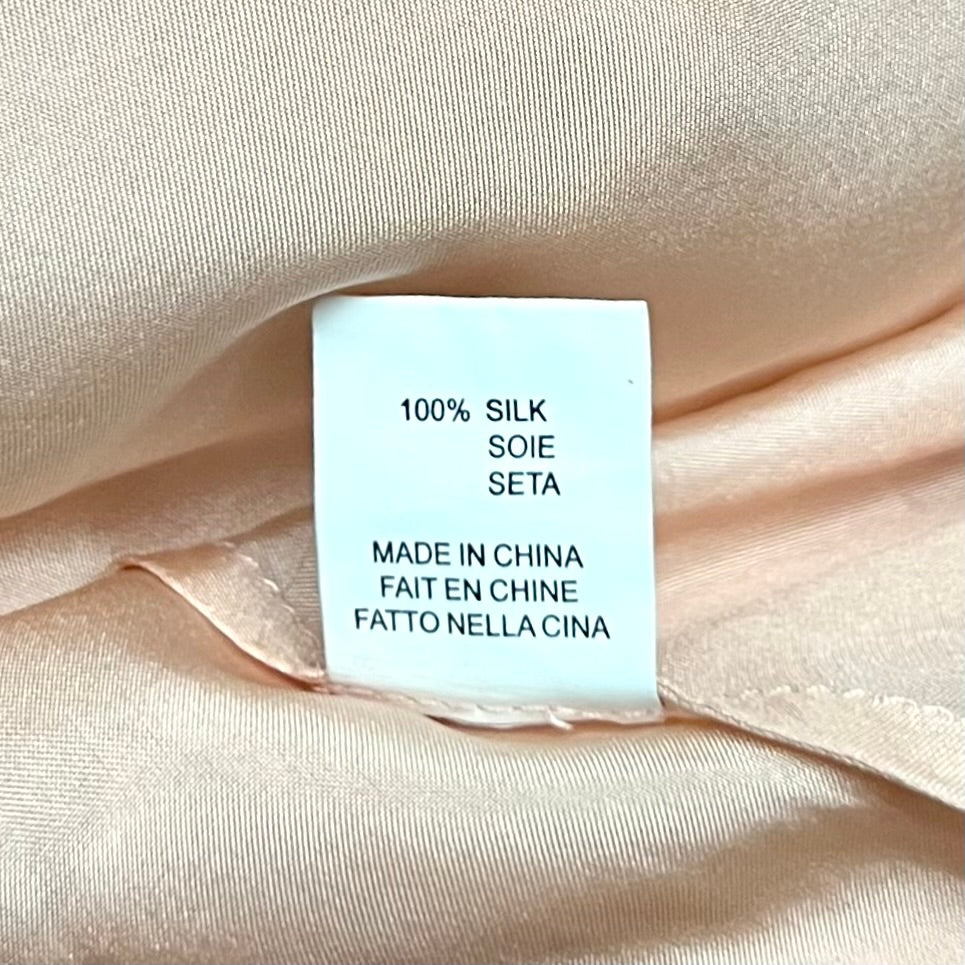 100% SILK
SOIE
SETA
MADE IN CHINA
FAIT EN CHINE
FATTO NELLA CINA